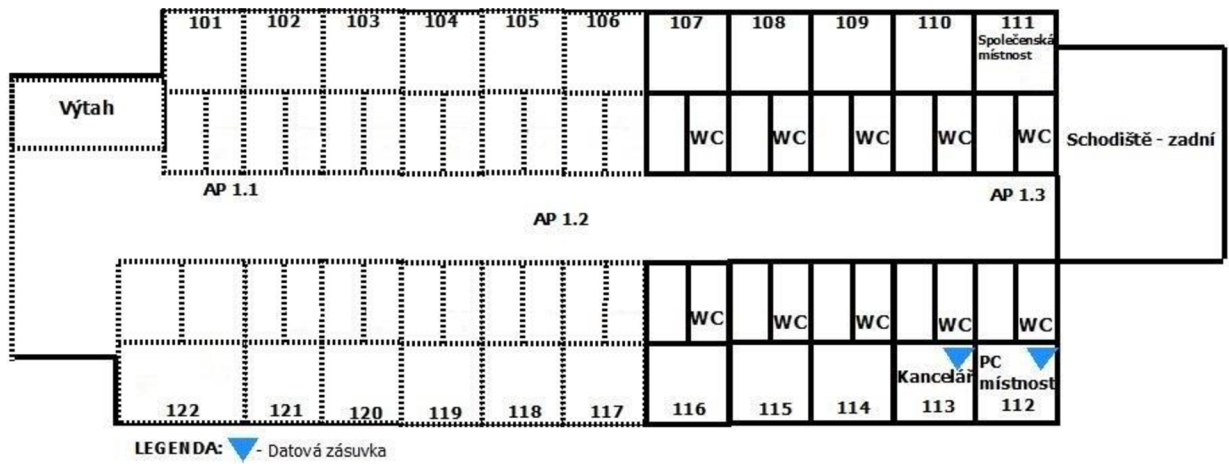 101 102 103 104 105 106 107 108 109 110 111
Společenská
místnost
Výtah
WC WC WC WC WC
Schodiště - zadní
AP 1.1
AP 1.3
AP 1.2
WC WC WC WC WC
Kancelář
PC
místnost
122 121 120 119 118 117 116 115 114 113 112
LEGENDA: - Datová zásuvka